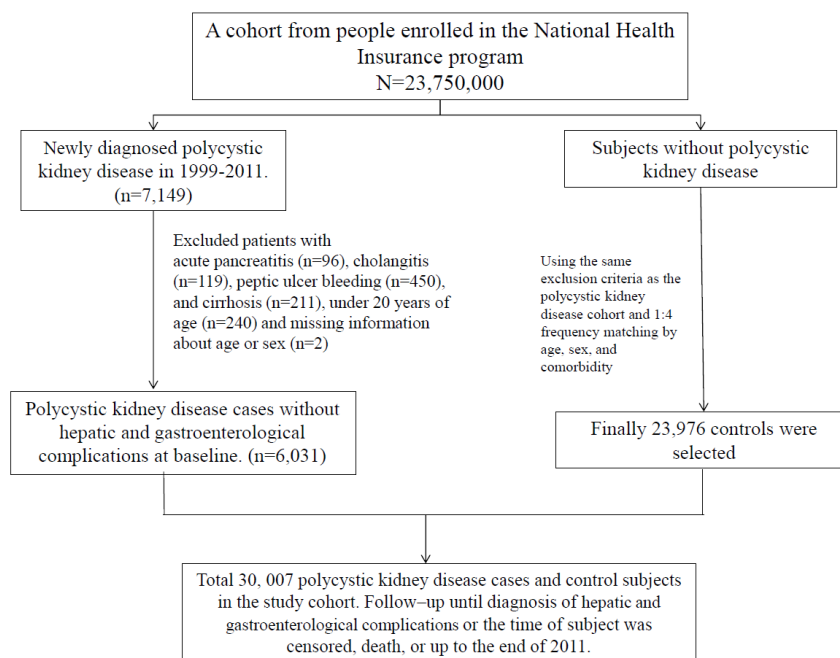 A cohort from people enrolled in the National Health
Insurance program
N=23,750,000
Newly diagnosed polycystic
kidney disease in 1999-2011.
(n=7,149)
Subjects without polycystic
kidney disease
Excluded patients with
acute pancreatitis (n=96), cholangitis
(n=119), peptic ulcer bleeding (n=450),
and cirrhosis (n=211), under 20 years of
age (n=240) and missing information
about age or sex (n=2)
Using the same
exclusion criteria as the
polycystic kidney
disease cohort and 1:4
frequency matching by
age, sex, and
comorbidity
Polycystic kidney disease cases without
hepatic and gastroenterological
complications at baseline. (n=6,031)
Finally 23,976 controls were
selected
Total 30, 007 polycystic kidney disease cases and control subjects
in the study cohort. Follow–up until diagnosis of hepatic and
gastroenterological complications or the time of subject was
censored, death, or up to the end of 2011.